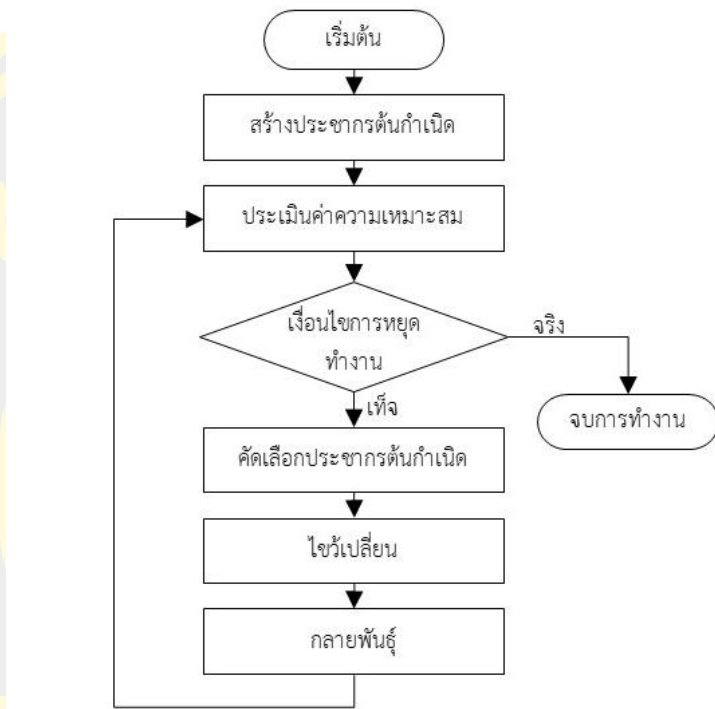 เริ่มต้น
สร้างประชากรต้นกำเนิด
ประเมินค่าความเหมาะสม
เงื่อนไขการหยุด
ทำงาน
จริง
เท็จ
จบการทำงาน
คัดเลือกประชากรต้นกำเนิด
ไขว้เปลี่ยน
กลายพันธุ์